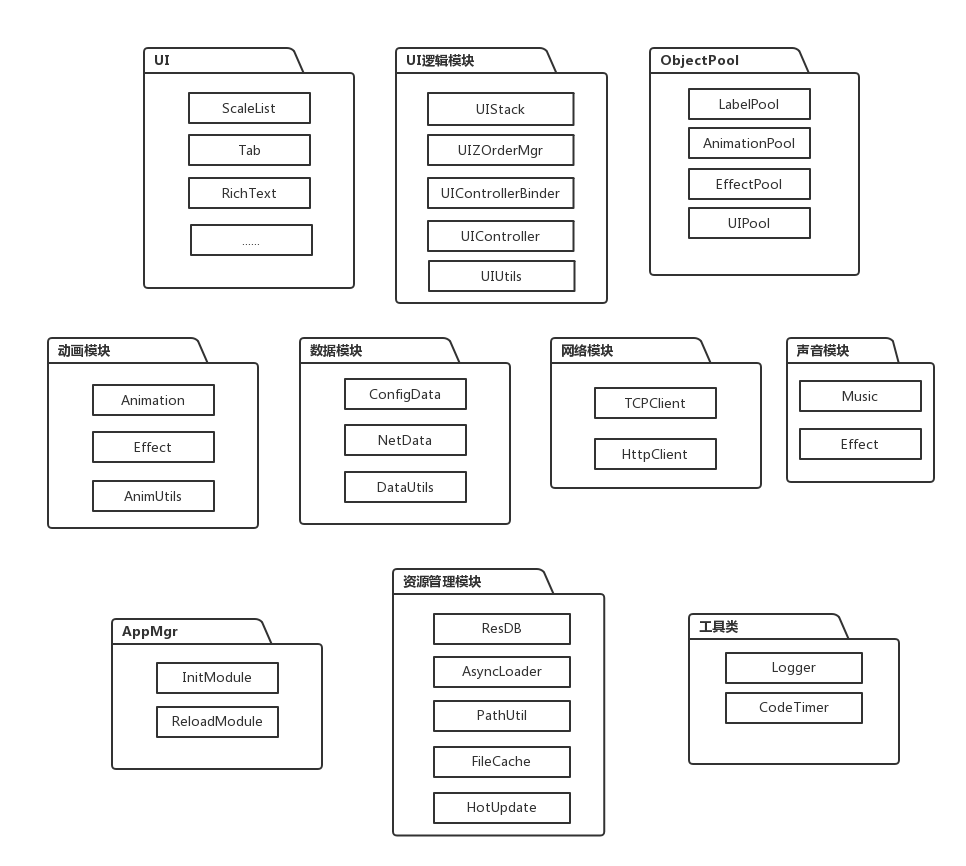 UI
ScaleList
Tab
RichText
......
UI逻辑模块
UIStack
UIZOrderMgr
UIControllerBinder
UIController
UIUtils
ObjectPool
LabelPool
AnimationPool
EffectPool
UIPool
动画模块
Animation
Effect
AnimUtils
数据模块
ConfigData
NetData
DataUtils
网络模块
TCPClient
HttpClient
声音模块
Music
Effect
AppMgr
InitModule
ReloadModule
资源管理模块
ResDB
AsyncLoader
PathUtil
FileCache
HotUpdate
工具类
Logger
CodeTimer